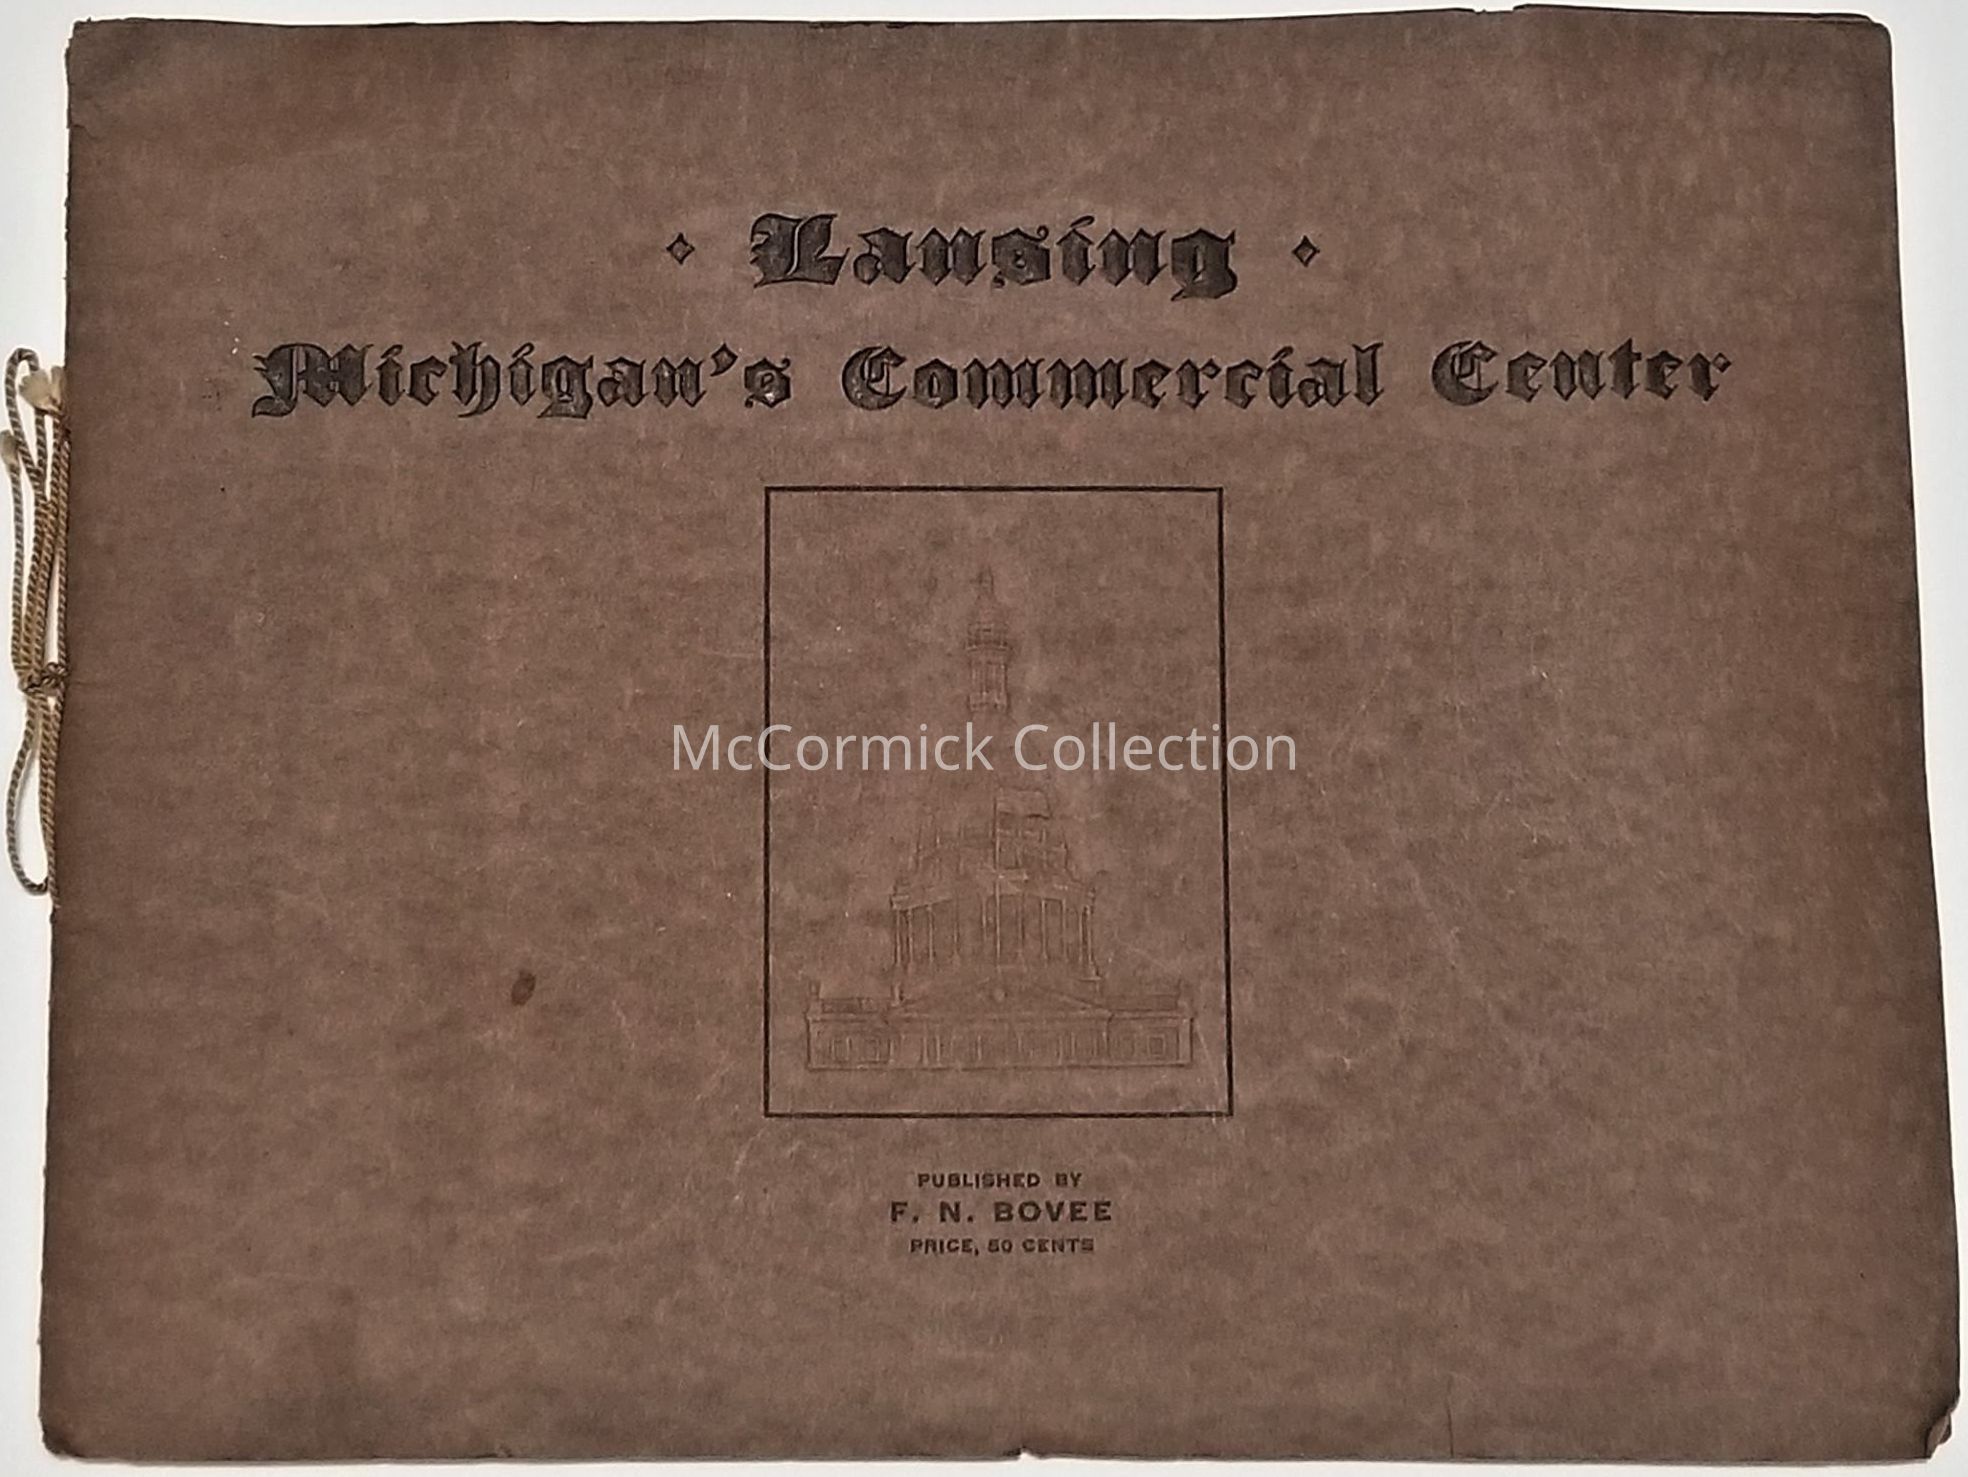 Lansing
Michigan's Commercial Center
McCormick Collection
PUBLISHED BY
F. N. BOVEE
PRICE, 50 CENTS